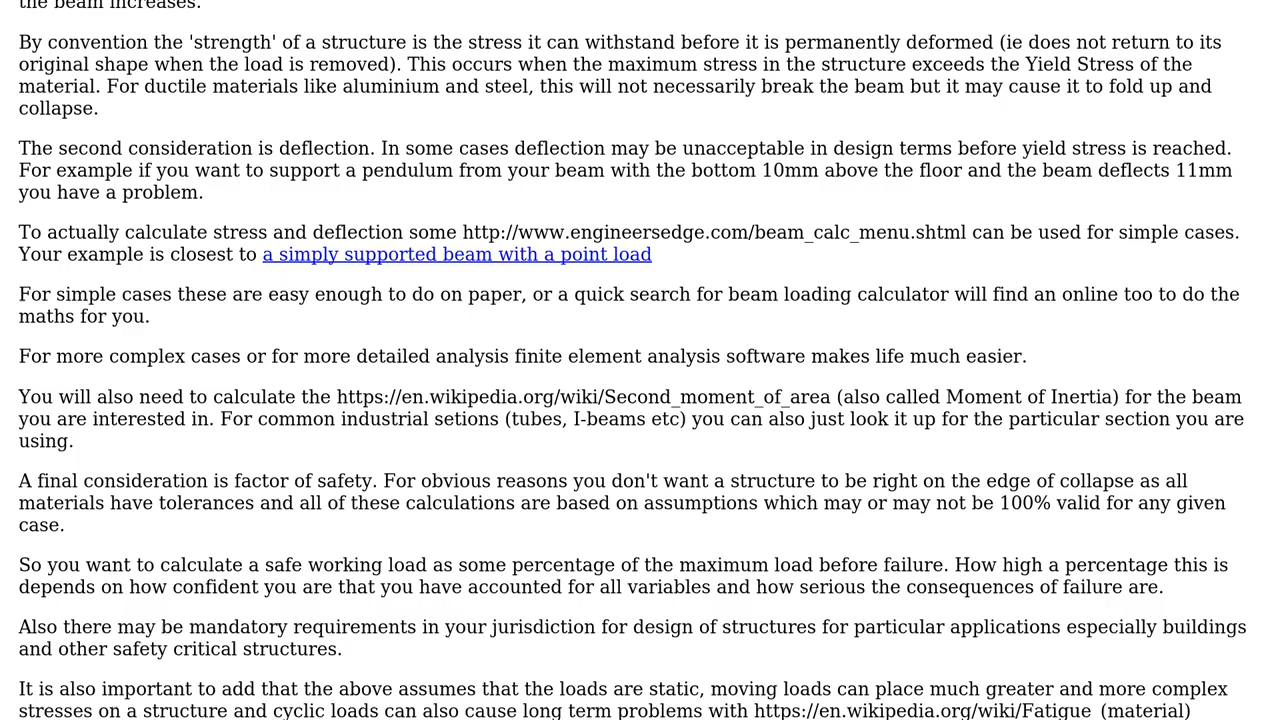 the beam increases.
By convention the 'strength' of a structure is the stress it can withstand before it is permanently deformed (ie does not return to its
original shape when the load is removed). This occurs when the maximum stress in the structure exceeds the Yield Stress of the
material. For ductile materials like aluminium and steel, this will not necessarily break the beam but it may cause it to fold up and
collapse.
The second consideration is deflection. In some cases deflection may be unacceptable in design terms before yield stress is reached.
For example if you want to support a pendulum from your beam with the bottom 10mm above the floor and the beam deflects 11mm
you have a problem.
To actually calculate stress and deflection some http://www.engineersedge.com/beam_calc_menu.shtml can be used for simple cases.
Your example is closest to a simply supported beam with a point load
For simple cases these are easy enough to do on paper, or a quick search for beam loading calculator will find an online too to do the
maths for you.
For more complex cases or for more detailed analysis finite element analysis software makes life much easier.
You will also need to calculate the https://en.wikipedia.org/wiki/Second_moment_of_area (also called Moment of Inertia) for the beam
you are interested in. For common industrial setions (tubes, I-beams etc) you can also just look it up for the particular section you are
using.
A final consideration is factor of safety. For obvious reasons you don't want a structure to be right on the edge of collapse as all
materials have tolerances and all of these calculations are based on assumptions which may or may not be 100% valid for any given
case.
So you want to calculate a safe working load as some percentage of the maximum load before failure. How high a percentage this is
depends on how confident you are that you have accounted for all variables and how serious the consequences of failure are.
Also there may be mandatory requirements in your jurisdiction for design of structures for particular applications especially buildings
and other safety critical structures.
It is also important to add that the above assumes that the loads are static, moving loads can place much greater and more complex
stresses on a structure and cyclic loads can also cause long term problems with https://en.wikipedia.org/wiki/Fatigue_(material)